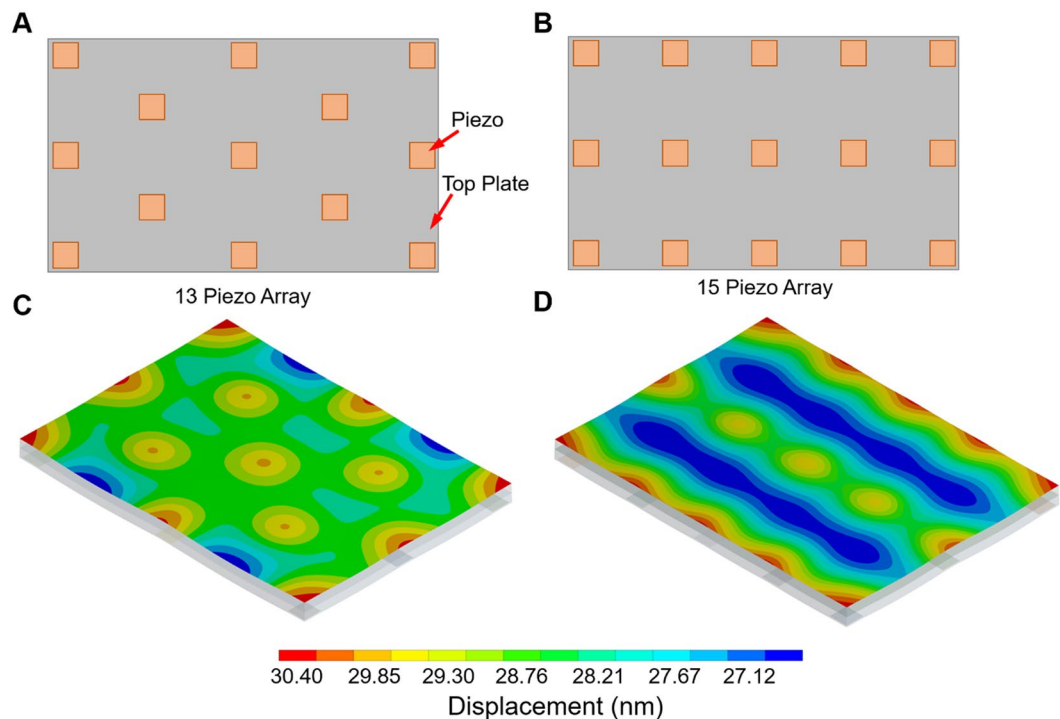 A
B
Piezo
Top Plate
13 Piezo Array
15 Piezo Array
C
D
30.40 29.85 29.30 28.76 28.21 27.67 27.12
Displacement (nm)